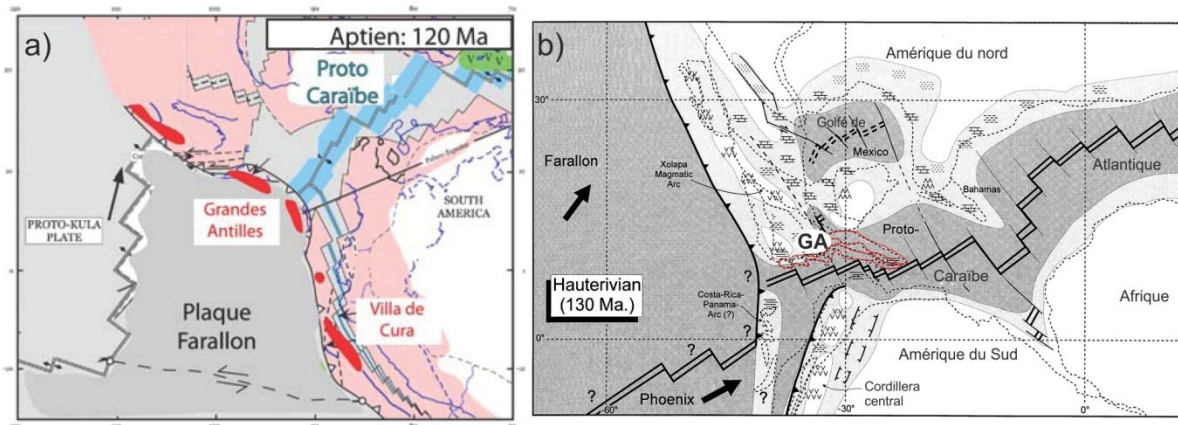 a)
Aptien: 120 Ma
Proto
Caraïbe
V V
V
PROTO-KULA
PLATE
Grandes
Antilles
SOUTH
AMERICA
Plaque
Farallon
Villa de
Cura
b)
Amérique du nord
30°
Golfe de
Mexico
Farallon
Xolapa
Magmatic
Arc
Atlantique
Bahamas
GA
Proto-
Caraïbe
?
Hauterivian
(130 Ma.)
Costa-Rica-
Panama-
Arc (?)
Afrique
?
0°
?
Amérique du Sud
?
Phoenix
?
Cordillera
central
-60°
-30°
0°